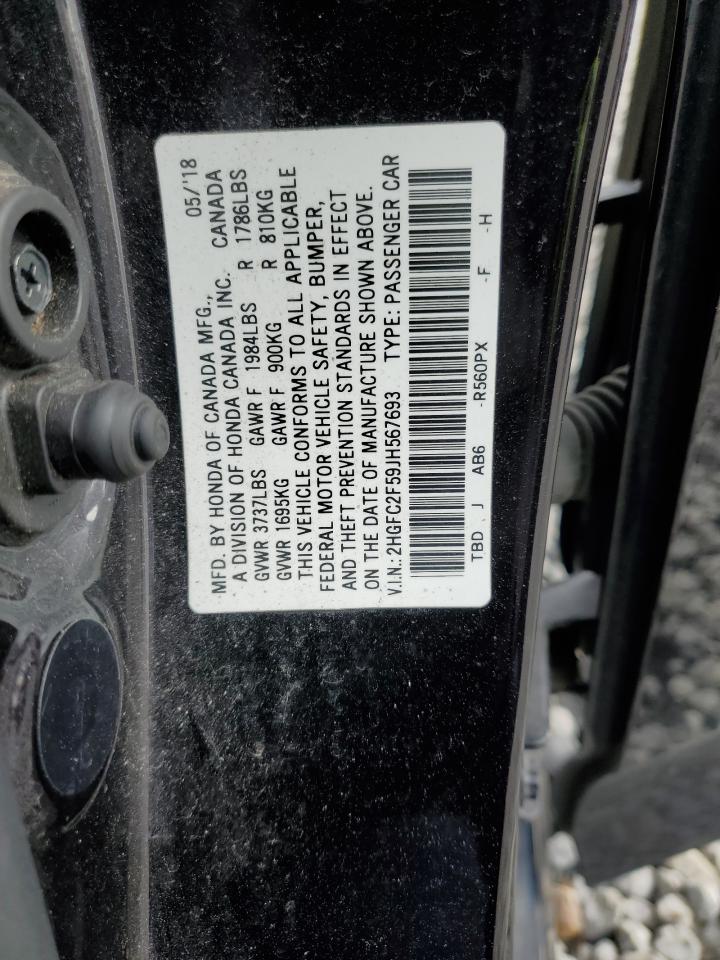 MFD. BY HONDA OF CANADA MFG., 05/'18
A DIVISION OF HONDA CANADA INC. CANADA
GVWR 3737LBS GAWR F 1984LBS R 1786LBS
GVWR 1695KG GAWR F 900KG R 810KG
THIS VEHICLE CONFORMS TO ALL APPLICABLE
FEDERAL MOTOR VEHICLE SAFETY, BUMPER,
AND THEFT PREVENTION STANDARDS IN EFFECT
ON THE DATE OF MANUFACTURE SHOWN ABOVE.
V.I.N.: 2HGFC2F59JH567693 TYPE: PASSENGER CAR
TBD J AB6 -R560PX -F -H